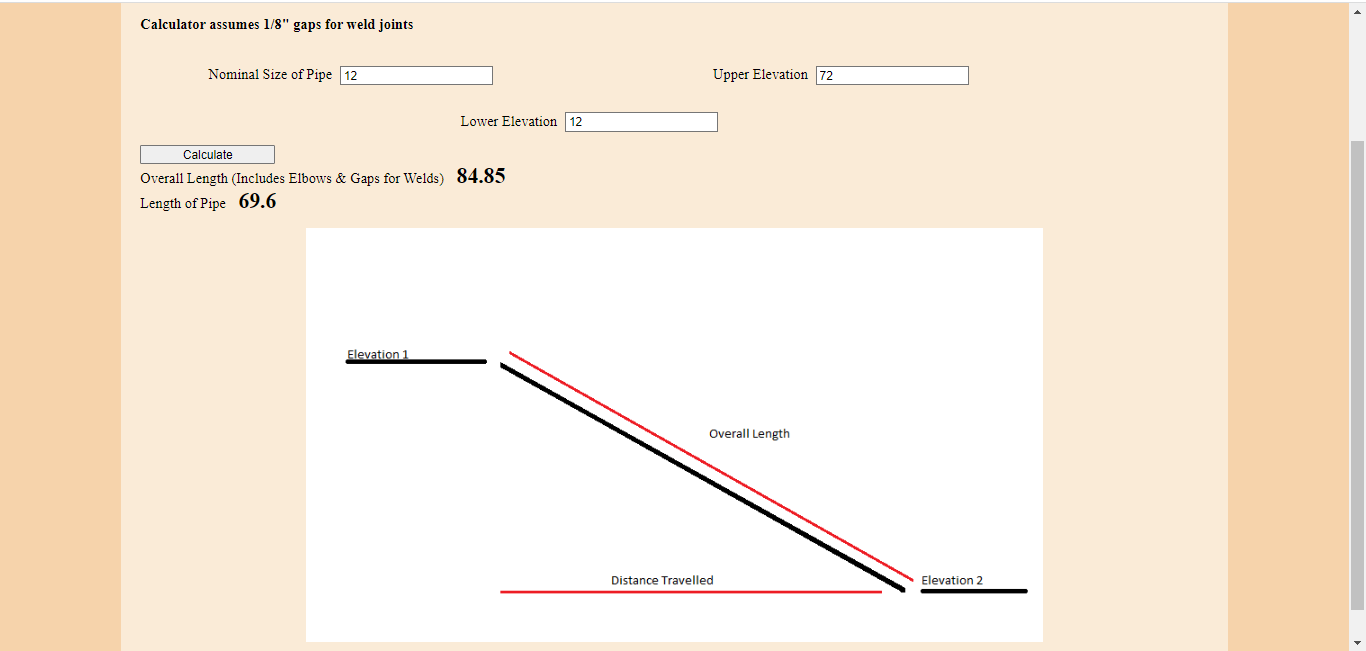 Calculator assumes 1/8" gaps for weld joints
Nominal Size of Pipe 12 Upper Elevation 72
Lower Elevation 12
Calculate
Overall Length (Includes Elbows & Gaps for Welds) 84.85
Length of Pipe 69.6
Elevation 1
Overall Length
Distance Travelled Elevation 2